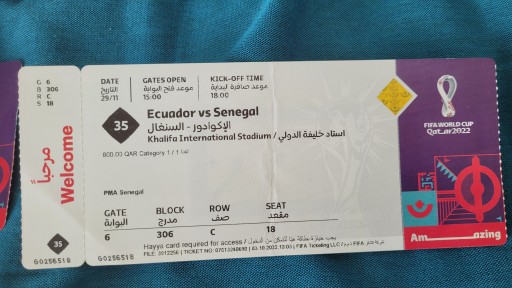 G 6
B 306
R C
S 18
مرحباً
Welcome
35
G0256518
DATE
التاريخ
29/11
GATES OPEN
موعد فتح البوابة
15:00
KICK-OFF TIME
موعد صافرة البداية
18:00
35
Ecuador vs Senegal
الإكوادور - السنغال
Khalifa International Stadium / استاد خليفة الدولي
800.00 QAR Category 1 / فئة 1
PMA Senegal
GATE
البوابة
6
BLOCK
مدرج
306
ROW
صف
C
SEAT
مقعد
18
Hayya card required for access /
G0256518
FIFA WORLD CUP
Qatar2022
Am azing